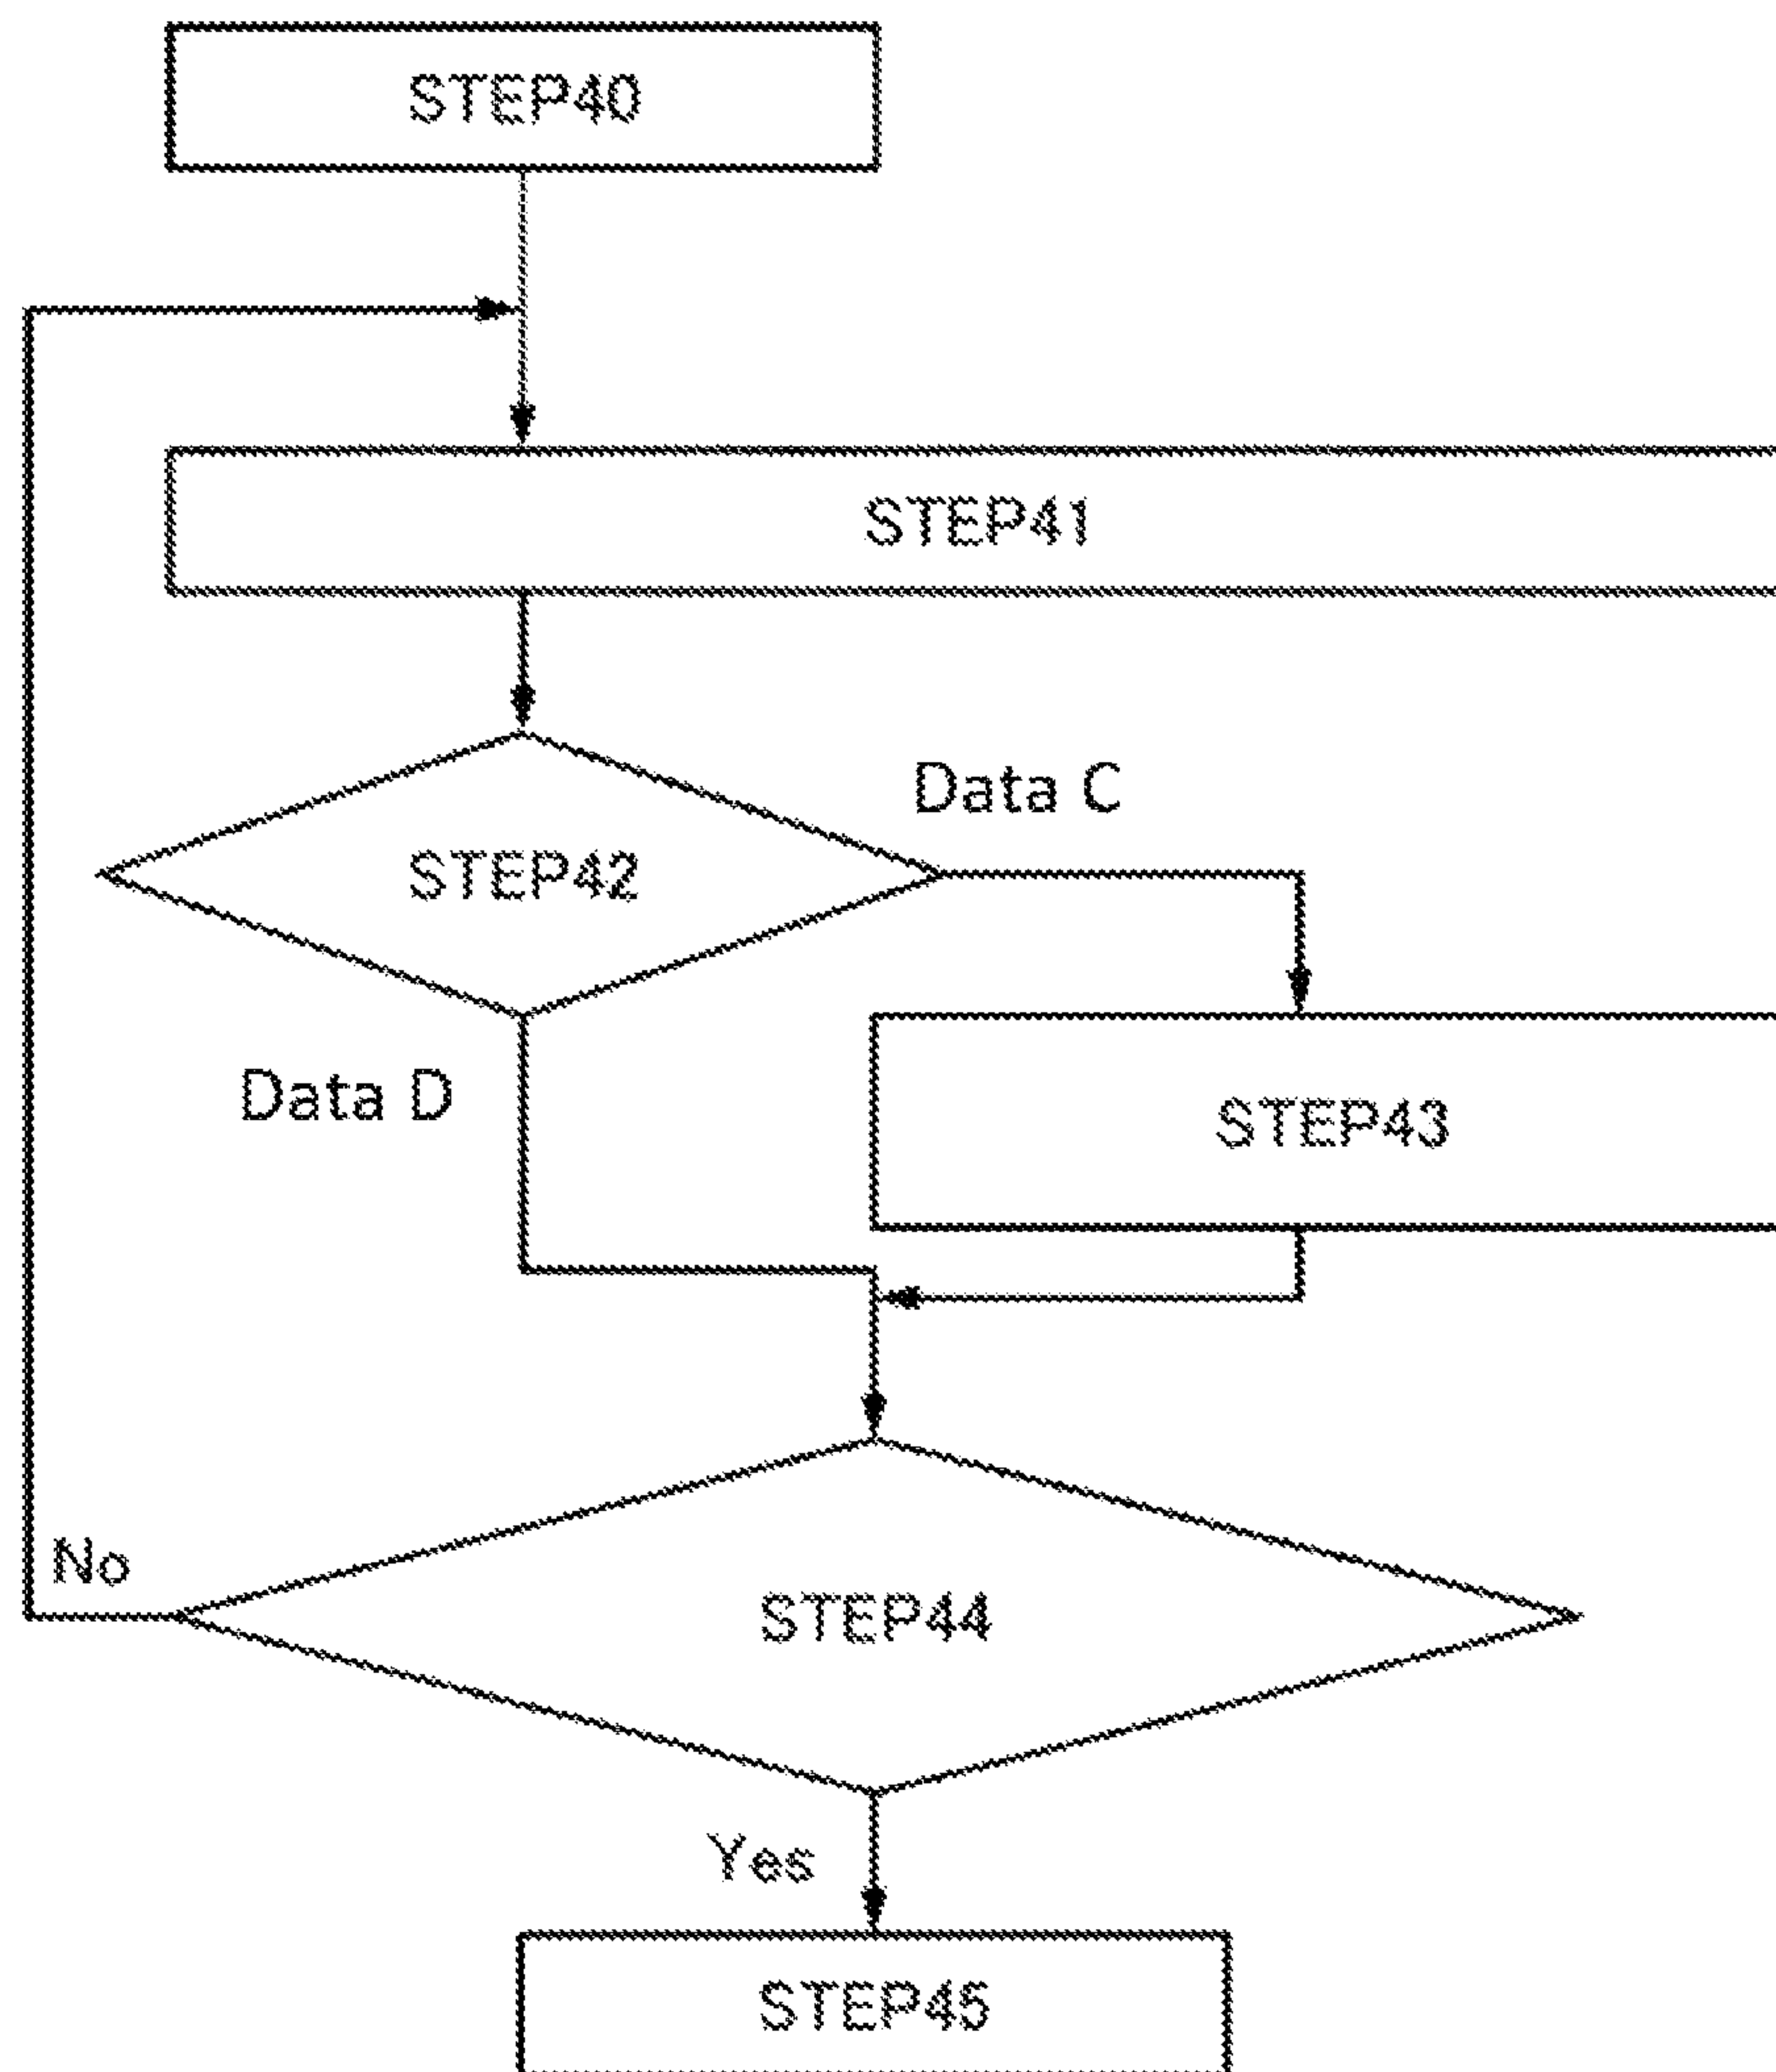 STEP40
STEP41
Data C
STEP42
Data D
STEP43
No
STEP44
Yes
STEP45